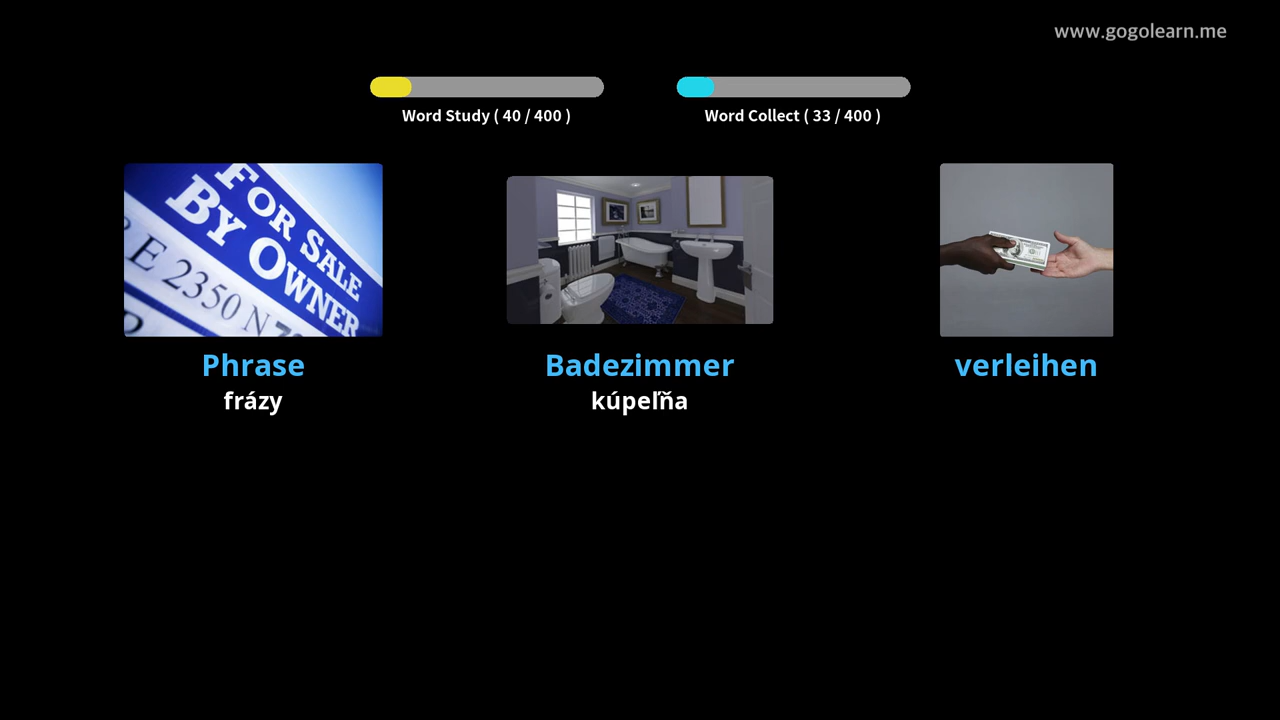 www.gogolearn.me
Word Study ( 40 / 400 )
Word Collect ( 33 / 400 )
FOR SALE
BY OWNER
E 2350 N
Phrase
frázy
Badezimmer
kúpeľňa
verleihen